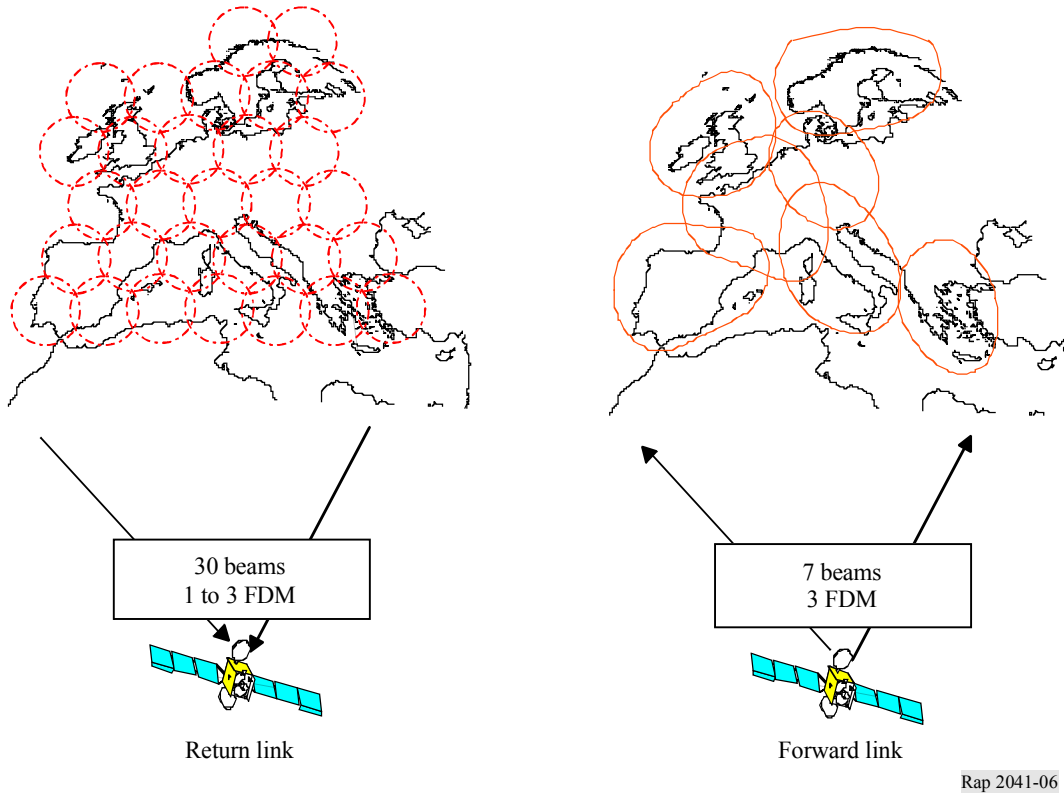 30 beams
1 to 3 FDM
7 beams
3 FDM
Return link
Forward link
Rap 2041-06